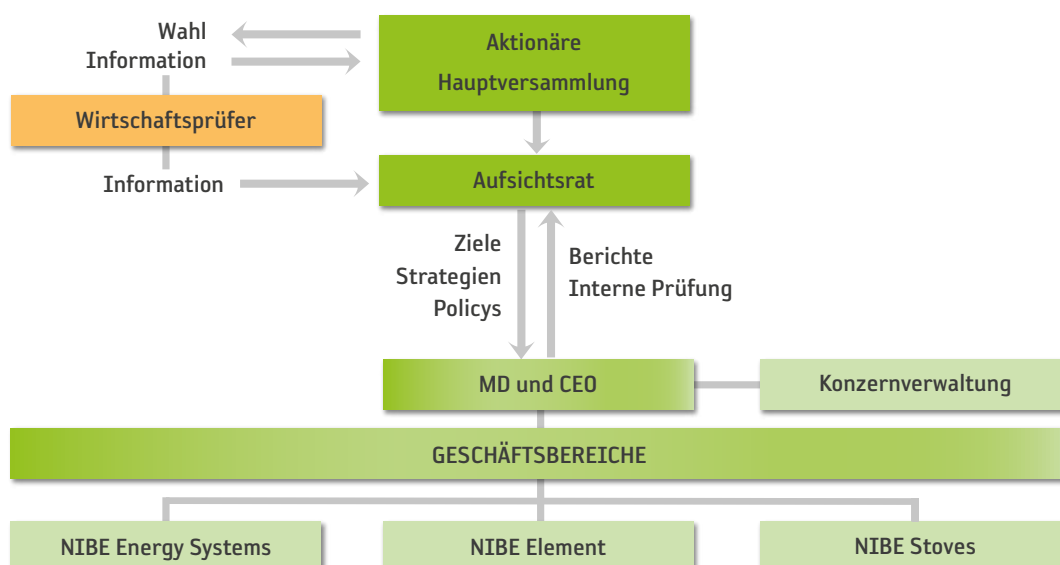 Wahl
Information
Aktionäre
Hauptversammlung
Wirtschaftsprüfer
Information
Aufsichtsrat
Ziele
Strategien
Policys
Berichte
Interne Prüfung
MD und CEO
Konzernverwaltung
GESCHÄFTSBEREICHE
NIBE Energy Systems
NIBE Element
NIBE Stoves